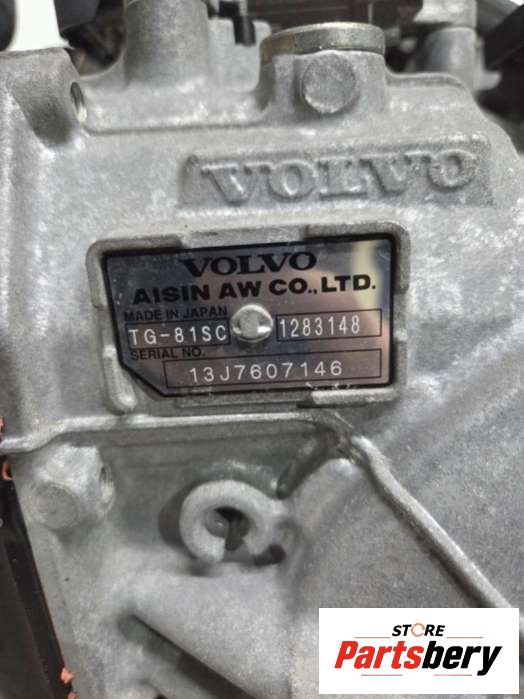 VOLVO
VOLVO
AISIN AW CO.,LTD.
MADE IN JAPAN
TG-81SC 1283148
SERIAL NO.
13J7607146
STORE
Partsbery